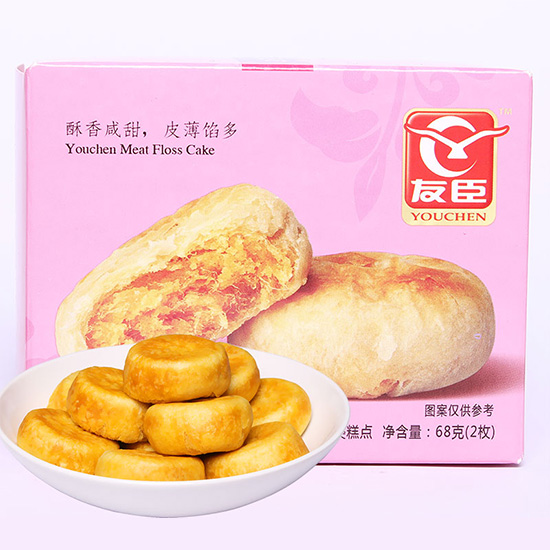 酥香咸甜，皮薄馅多
Youchen Meat Floss Cake
TM
友臣
YOUCHEN
图案仅供参考
糕点 净含量：68克(2枚)